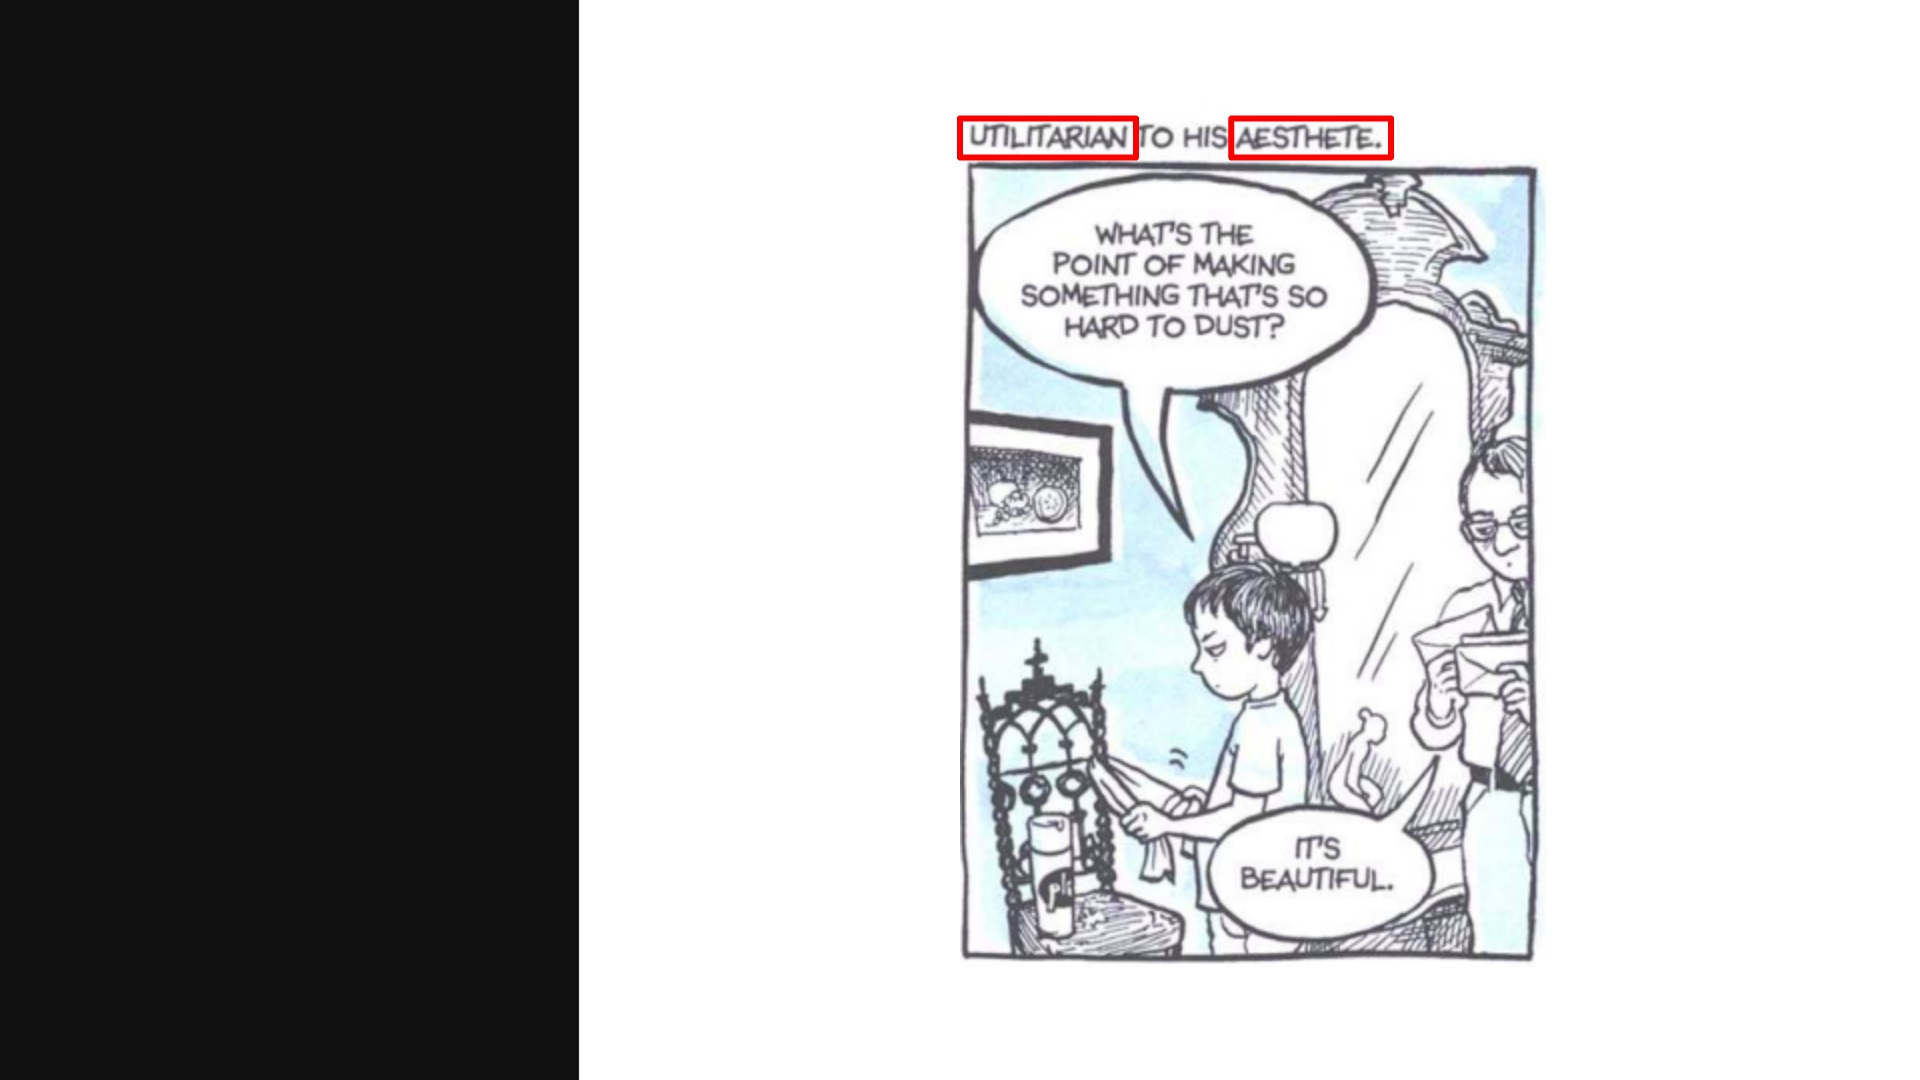 UTILITARIAN TO HIS AESTHETE.
WHAT'S THE
POINT OF MAKING
SOMETHING THAT'S SO
HARD TO DUST?
IT'S
BEAUTIFUL.